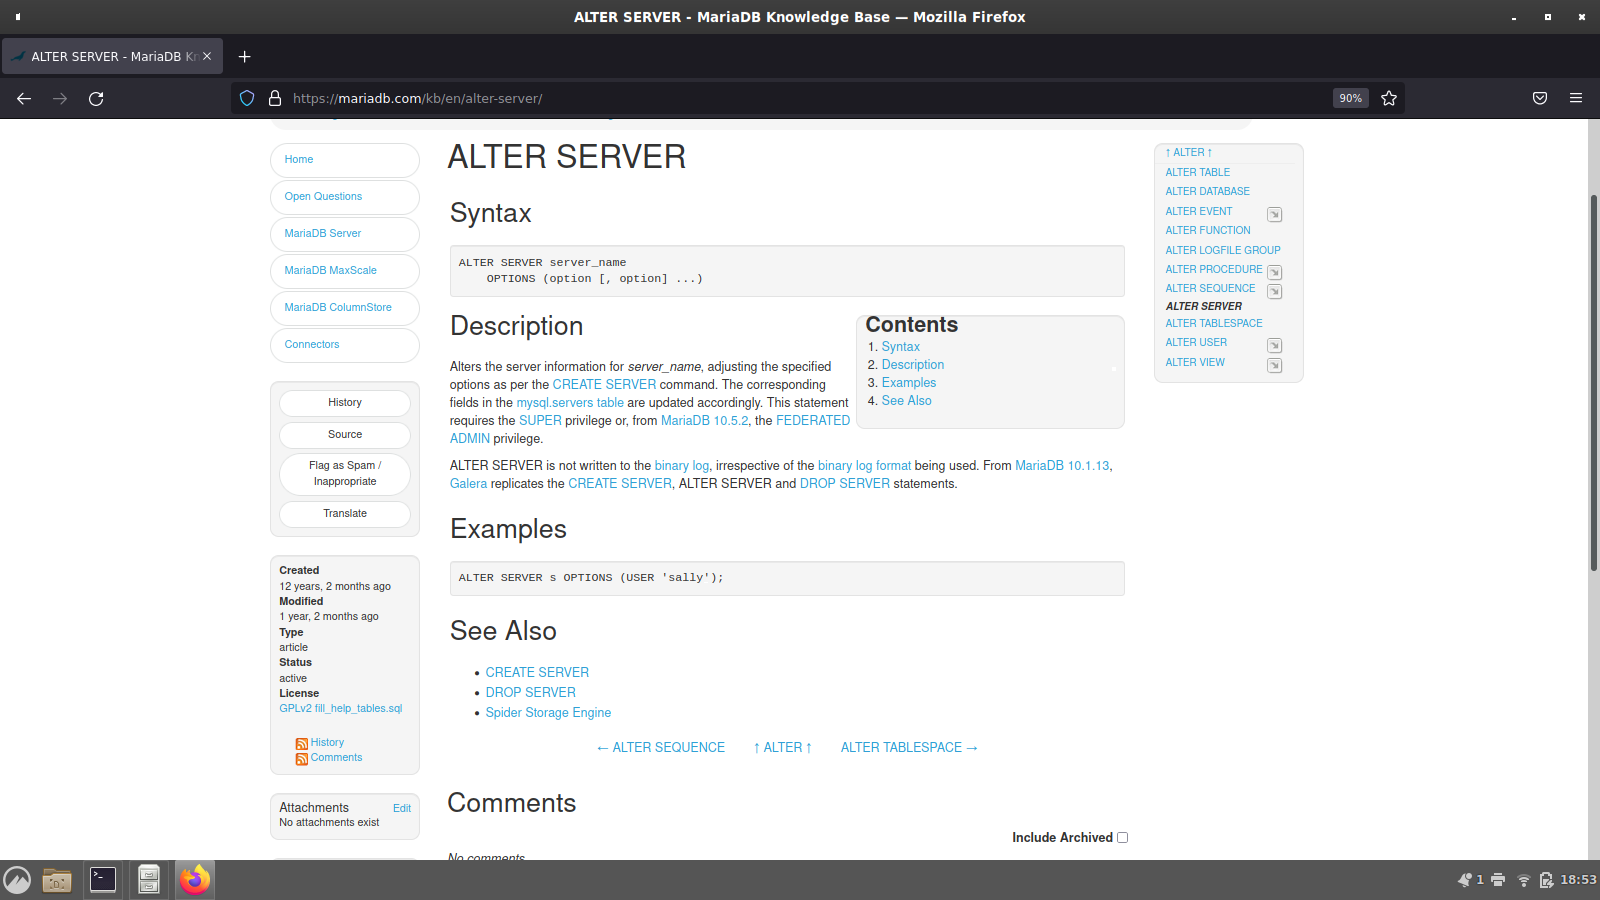 ALTER SERVER - MariaDB Knowledge Base — Mozilla Firefox
ALTER SERVER - MariaDB Kn
https://mariadb.com/kb/en/alter-server/
90%
Home
Open Questions
MariaDB Server
MariaDB MaxScale
MariaDB ColumnStore
Connectors
History
Source
Flag as Spam /
Inappropriate
Translate
Created
12 years, 2 months ago
Modified
1 year, 2 months ago
Type
article
Status
active
License
GPLv2 fill_help_tables.sql
History
Comments
Attachments Edit
No attachments exist
ALTER SERVER
Syntax
ALTER SERVER server_name
OPTIONS (option [, option] ...)
Description
Alters the server information for server_name, adjusting the specified
options as per the CREATE SERVER command. The corresponding
fields in the mysql.servers table are updated accordingly. This statement
requires the SUPER privilege or, from MariaDB 10.5.2, the FEDERATED
ADMIN privilege.
Contents
1. Syntax
2. Description
3. Examples
4. See Also
ALTER SERVER is not written to the binary log, irrespective of the binary log format being used. From MariaDB 10.1.13,
Galera replicates the CREATE SERVER, ALTER SERVER and DROP SERVER statements.
Examples
ALTER SERVER s OPTIONS (USER 'sally');
See Also
• CREATE SERVER
• DROP SERVER
• Spider Storage Engine
← ALTER SEQUENCE ↑ ALTER ↑ ALTER TABLESPACE →
Comments
Include Archived
No comments
↑ ALTER ↑
ALTER TABLE
ALTER DATABASE
ALTER EVENT
ALTER FUNCTION
ALTER LOGFILE GROUP
ALTER PROCEDURE
ALTER SEQUENCE
ALTER SERVER
ALTER TABLESPACE
ALTER USER
ALTER VIEW
1
18:53